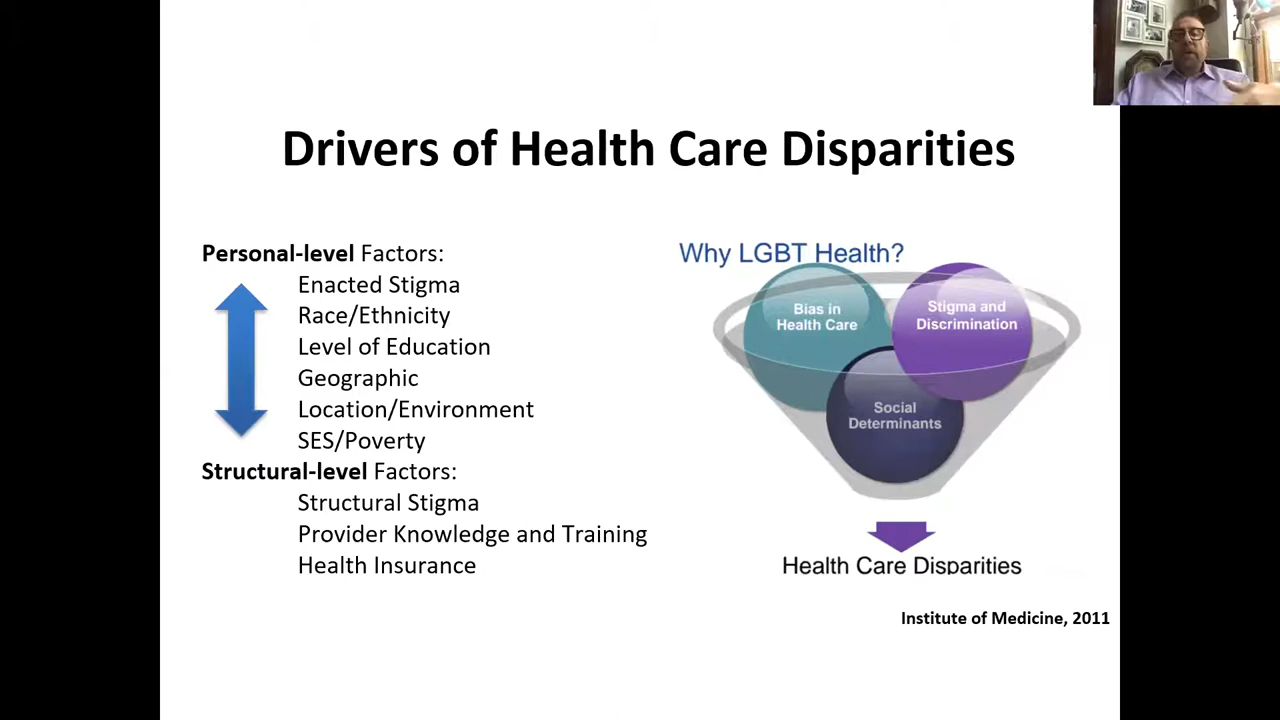 Drivers of Health Care Disparities
Personal-level Factors:
Enacted Stigma
Race/Ethnicity
Level of Education
Geographic
Location/Environment
SES/Poverty
Structural-level Factors:
Structural Stigma
Provider Knowledge and Training
Health Insurance
Why LGBT Health?
Bias in
Health Care
Stigma and
Discrimination
Social
Determinants
Health Care Disparities
Institute of Medicine, 2011